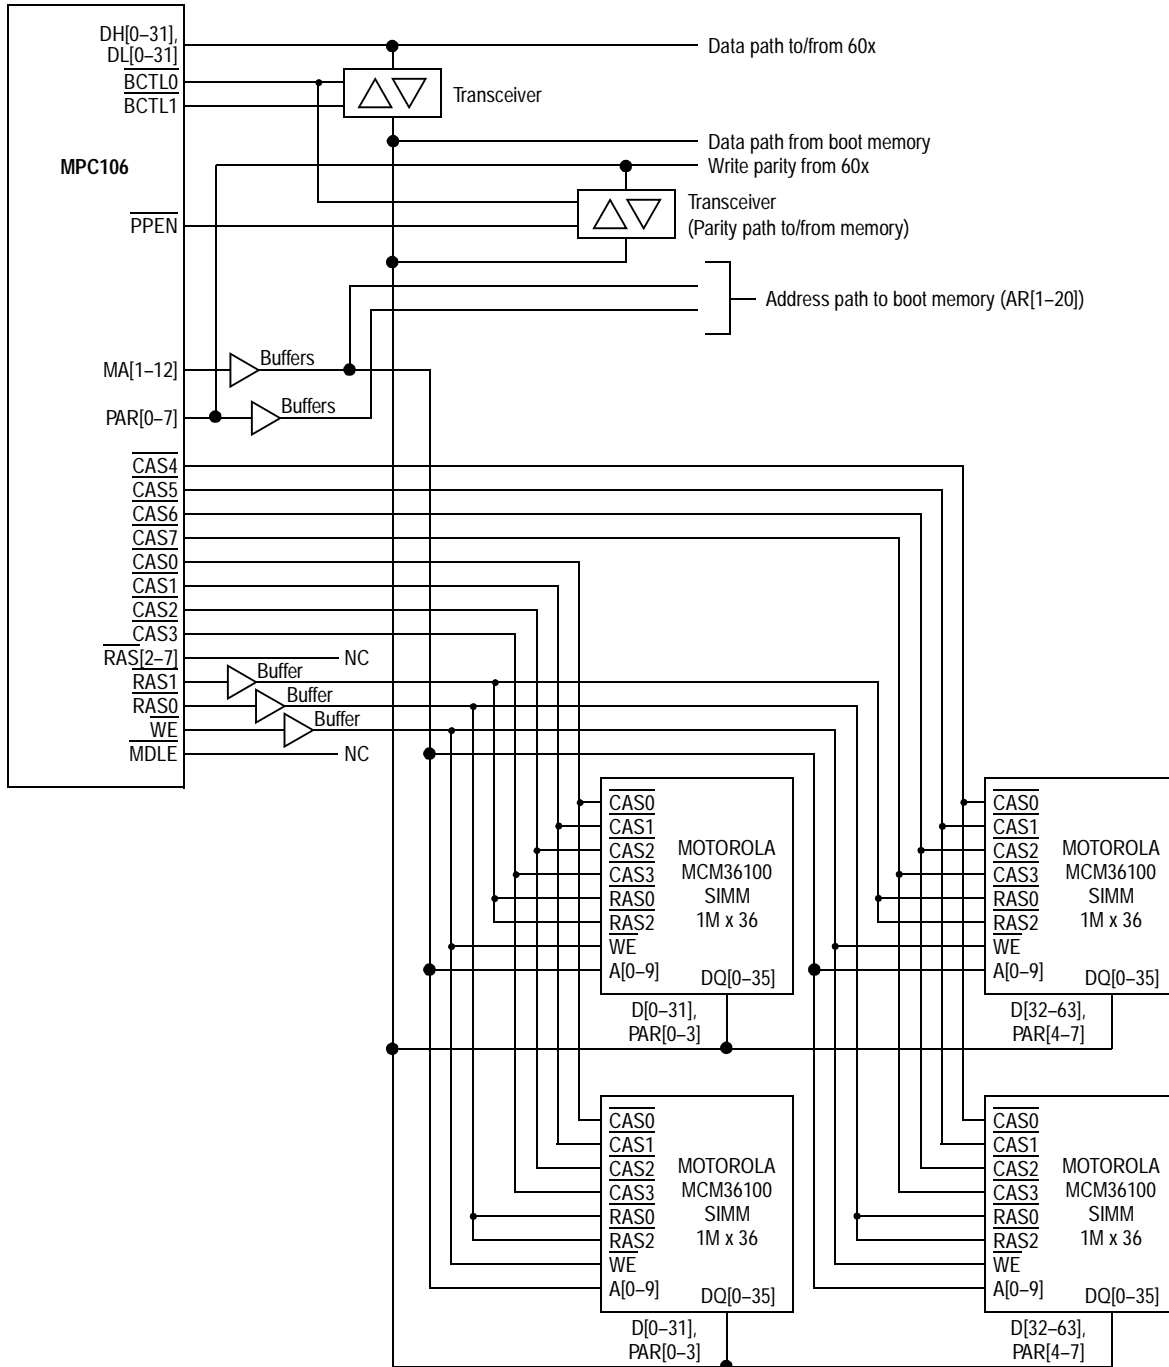 DH[0–31],
DL[0–31]
Data path to/from 60x
BCTL0
BCTL1
Transceiver
Data path from boot memory
MPC106
Write parity from 60x
Transceiver
(Parity path to/from memory)
PPEN
Address path to boot memory (AR[1–20])
MA[1–12]
Buffers
PAR[0–7]
Buffers
CAS4
CAS5
CAS6
CAS7
CAS0
CAS1
CAS2
CAS3
RAS[2–7]
NC
RAS1
Buffer
RAS0
Buffer
WE
Buffer
MDLE
NC
CAS0
CAS1
CAS2
CAS3
RAS0
RAS2
WE
A[0–9]
MOTOROLA
MCM36100
SIMM
1M x 36
DQ[0–35]
D[0–31],
PAR[0–3]
CAS0
CAS1
CAS2
CAS3
RAS0
RAS2
WE
A[0–9]
MOTOROLA
MCM36100
SIMM
1M x 36
DQ[0–35]
D[32–63],
PAR[4–7]
CAS0
CAS1
CAS2
CAS3
RAS0
RAS2
WE
A[0–9]
MOTOROLA
MCM36100
SIMM
1M x 36
DQ[0–35]
D[0–31],
PAR[0–3]
CAS0
CAS1
CAS2
CAS3
RAS0
RAS2
WE
A[0–9]
MOTOROLA
MCM36100
SIMM
1M x 36
DQ[0–35]
D[32–63],
PAR[4–7]